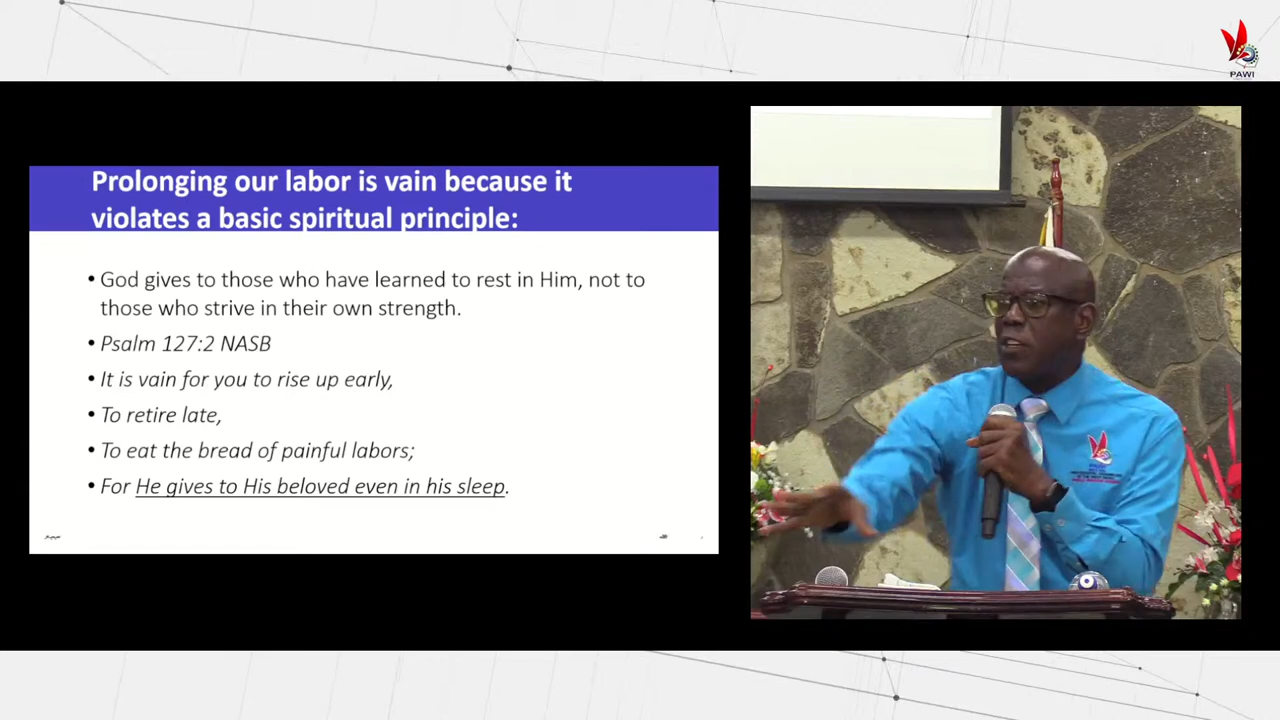 PAWI
Prolonging our labor is vain because it
violates a basic spiritual principle:
• God gives to those who have learned to rest in Him, not to
those who strive in their own strength.
• Psalm 127:2 NASB
• It is vain for you to rise up early,
• To retire late,
• To eat the bread of painful labors;
• For He gives to His beloved even in his sleep.